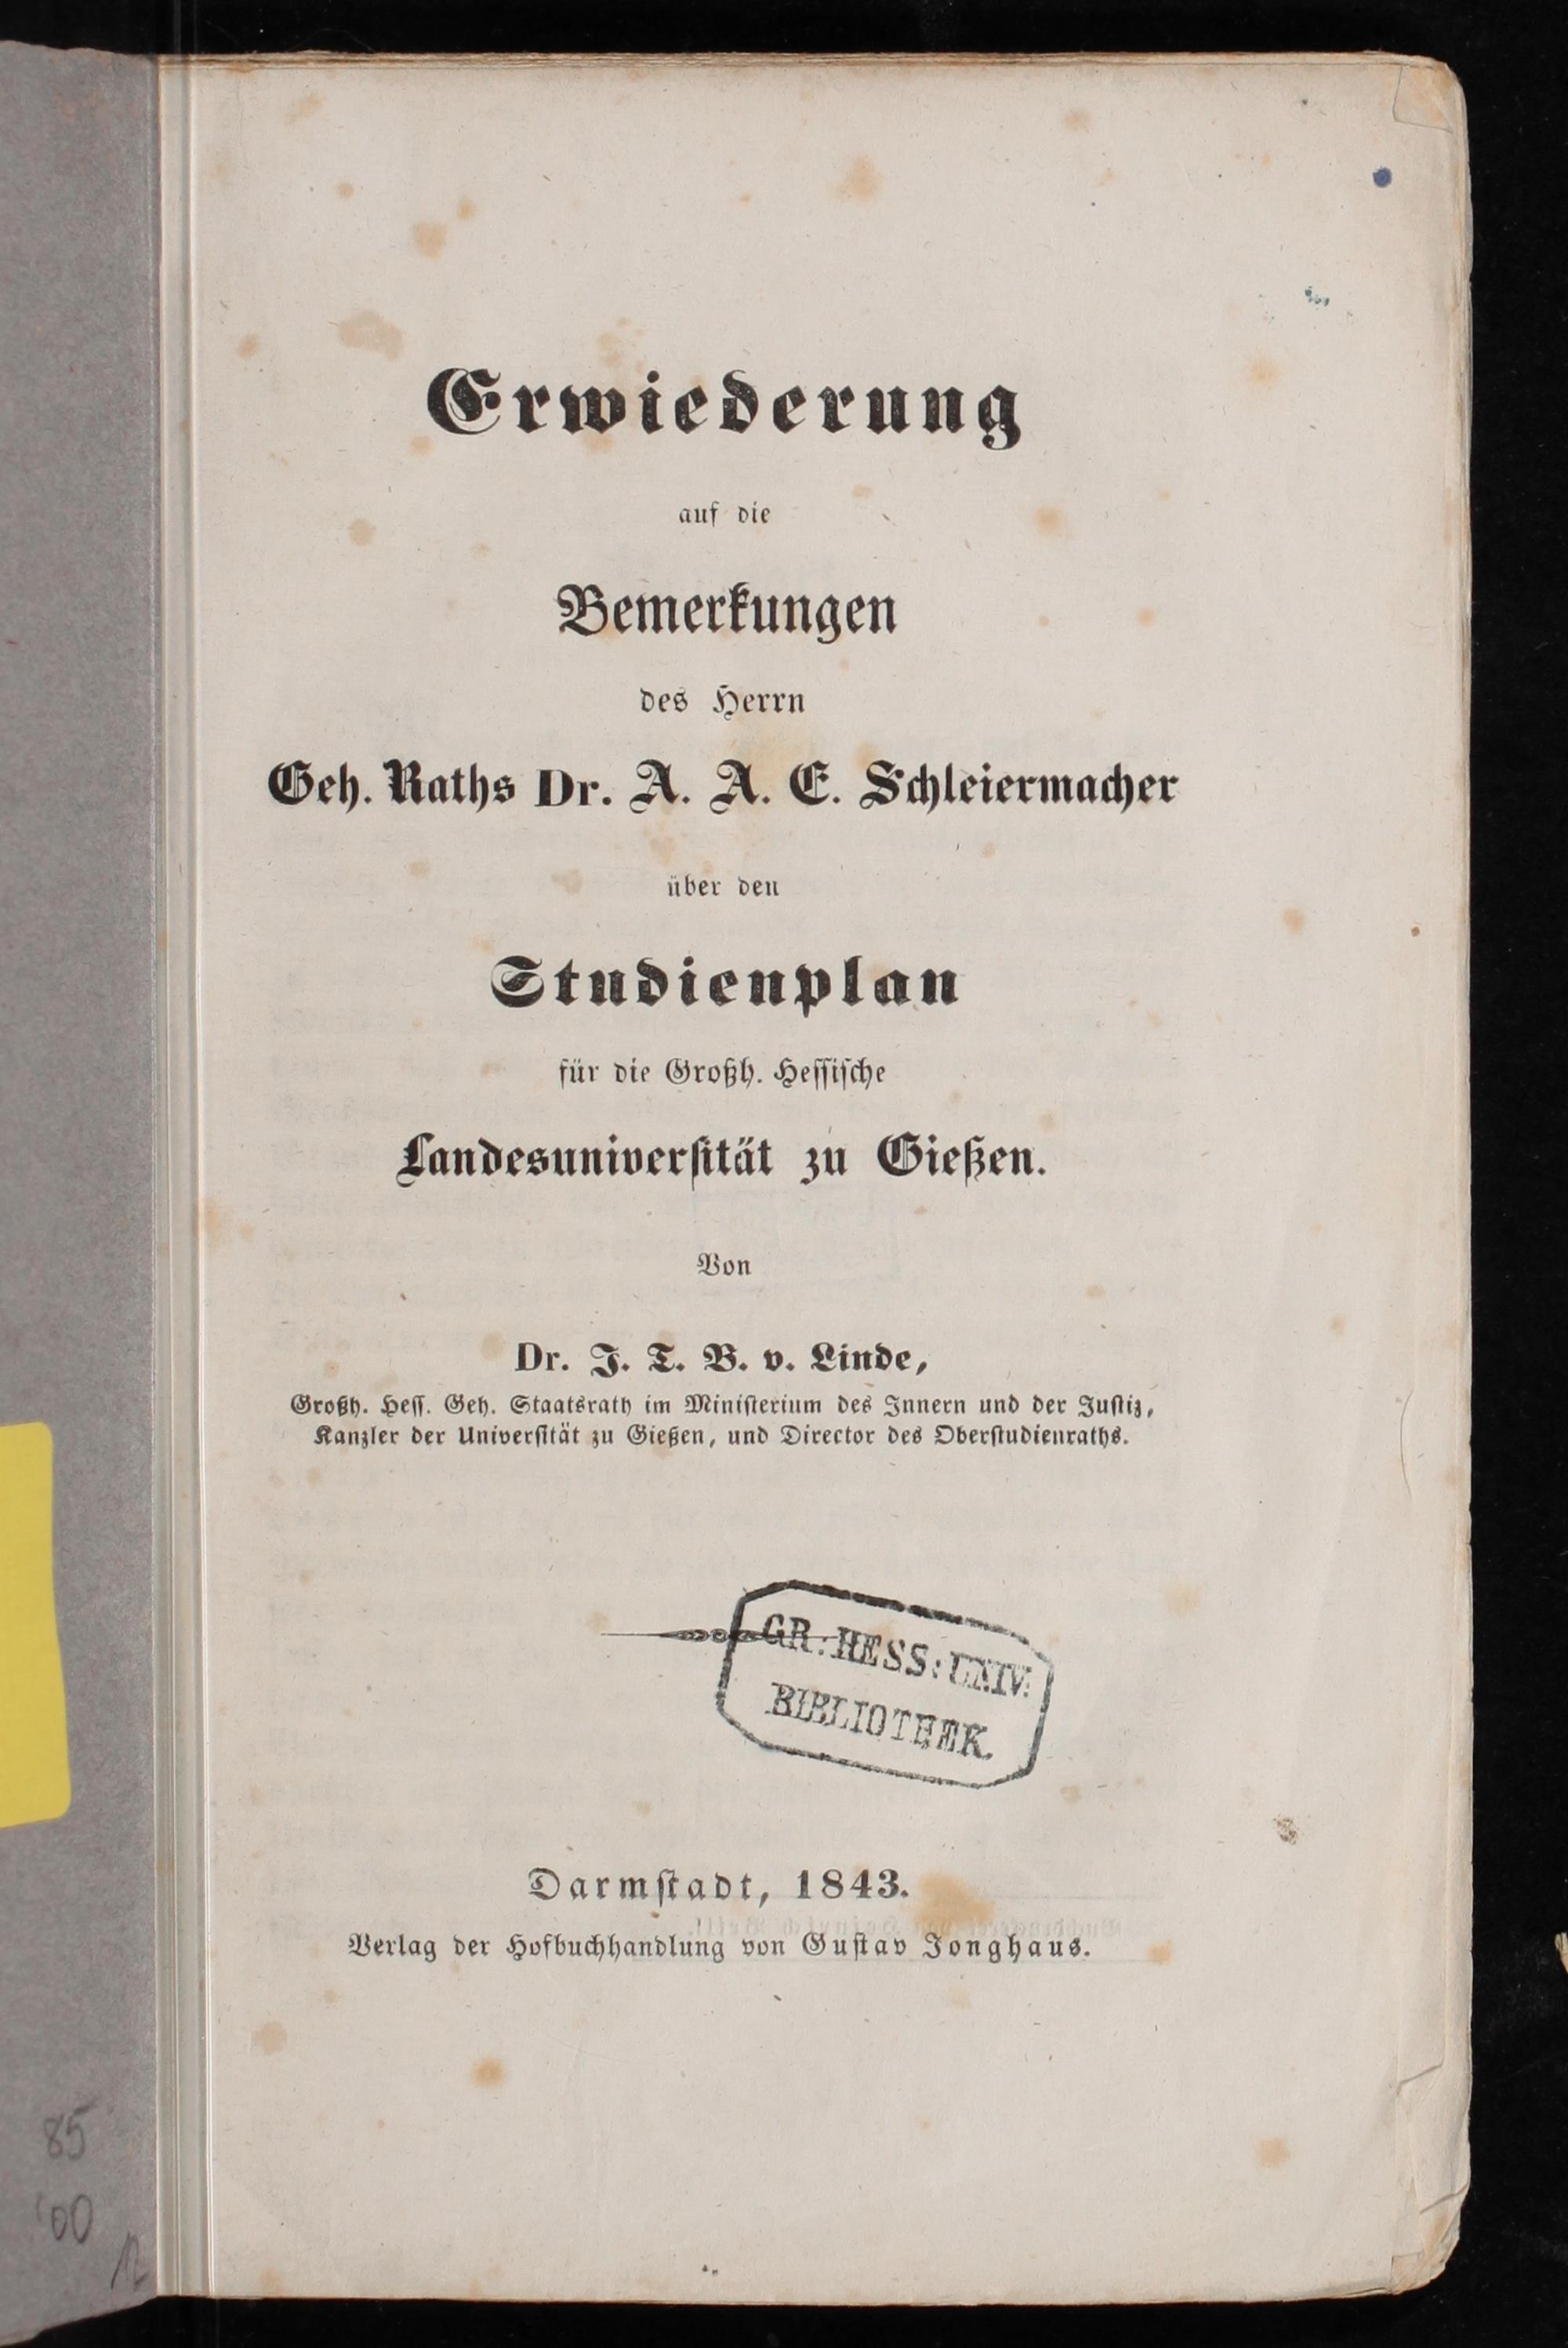 Erwiederung
auf die
Bemerkungen
des Herrn
Geh. Raths Dr. A. A. E. Schleiermacher
über den
Studienplan
für die Großh. Hessische
Landesuniversität zu Gießen.
Von
Dr. J. T. B. v. Linde,
Großh. Hess. Geh. Staatsrath im Ministerium des Innern und der Justiz,
Kanzler der Universität zu Gießen, und Director des Oberstudienraths.
GR: HESS: UNIV:
BIBLIOTHEK.
Darmstadt, 1843.
Verlag der Hofbuchhandlung von Gustav Jonghaus.
85
00